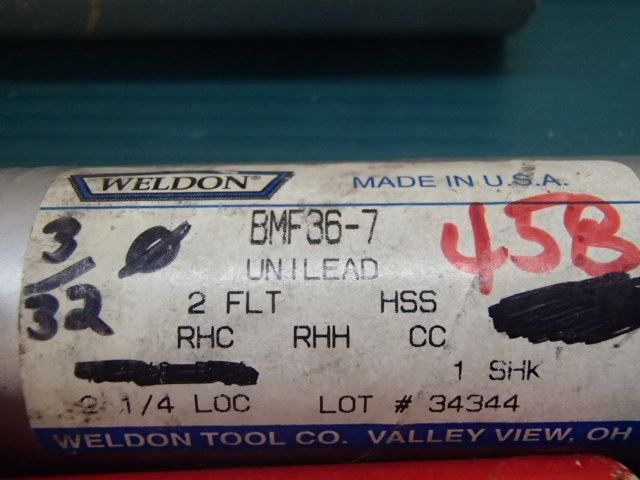 WELDON® MADE IN U.S.A.
BMF36-7
458
3/32
UNILEAD
2 FLT HSS
RHC RHH CC
1 SHK
2 1/4 LOC LOT # 34344
WELDON TOOL CO. VALLEY VIEW, OH